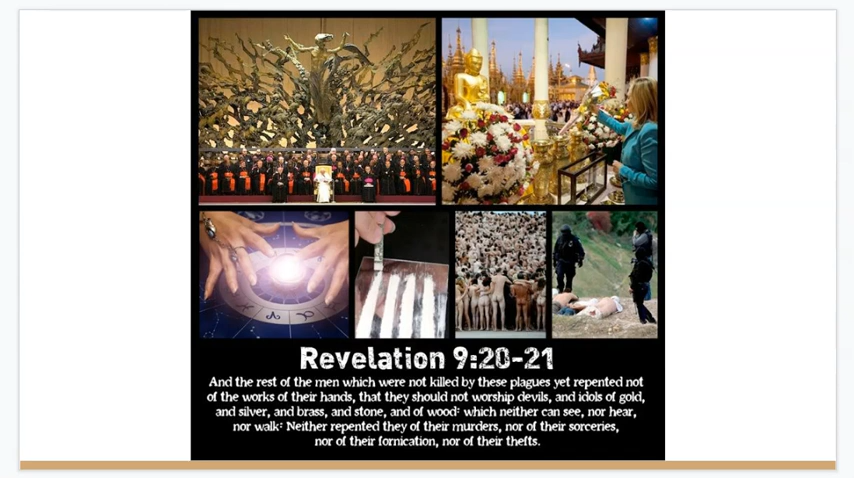 Revelation 9:20-21
And the rest of the men which were not killed by these plagues yet repented not
of the works of their hands, that they should not worship devils, and idols of gold,
and silver, and brass, and stone, and of wood: which neither can see, nor hear,
nor walk: Neither repented they of their murders, nor of their sorceries,
nor of their fornication, nor of their thefts.